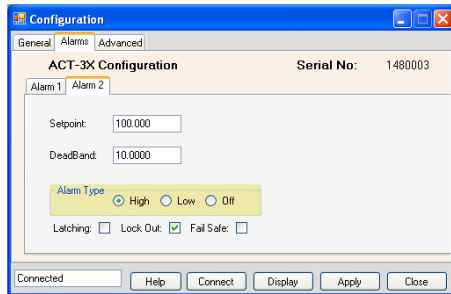 Configuration
General Alarms Advanced
ACT-3X Configuration Serial No: 1480003
Alarm 1 Alarm 2
Setpoint: 100.000
DeadBand: 10.0000
Alarm Type
High Low Off
Latching: Lock Out: Fail Safe:
Connected Help Connect Display Apply Close